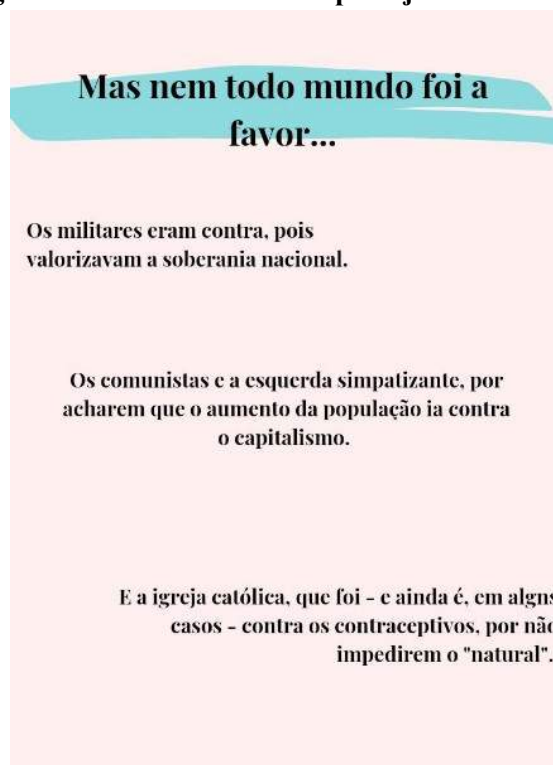 Mas nem todo mundo foi a
favor...
Os militares eram contra, pois
valorizavam a soberania nacional.
Os comunistas e a esquerda simpatizante, por
acharem que o aumento da população ia contra
o capitalismo.
E a igreja católica, que foi - e ainda é, em algns
casos - contra os contraceptivos, por não
impedirem o "natural".